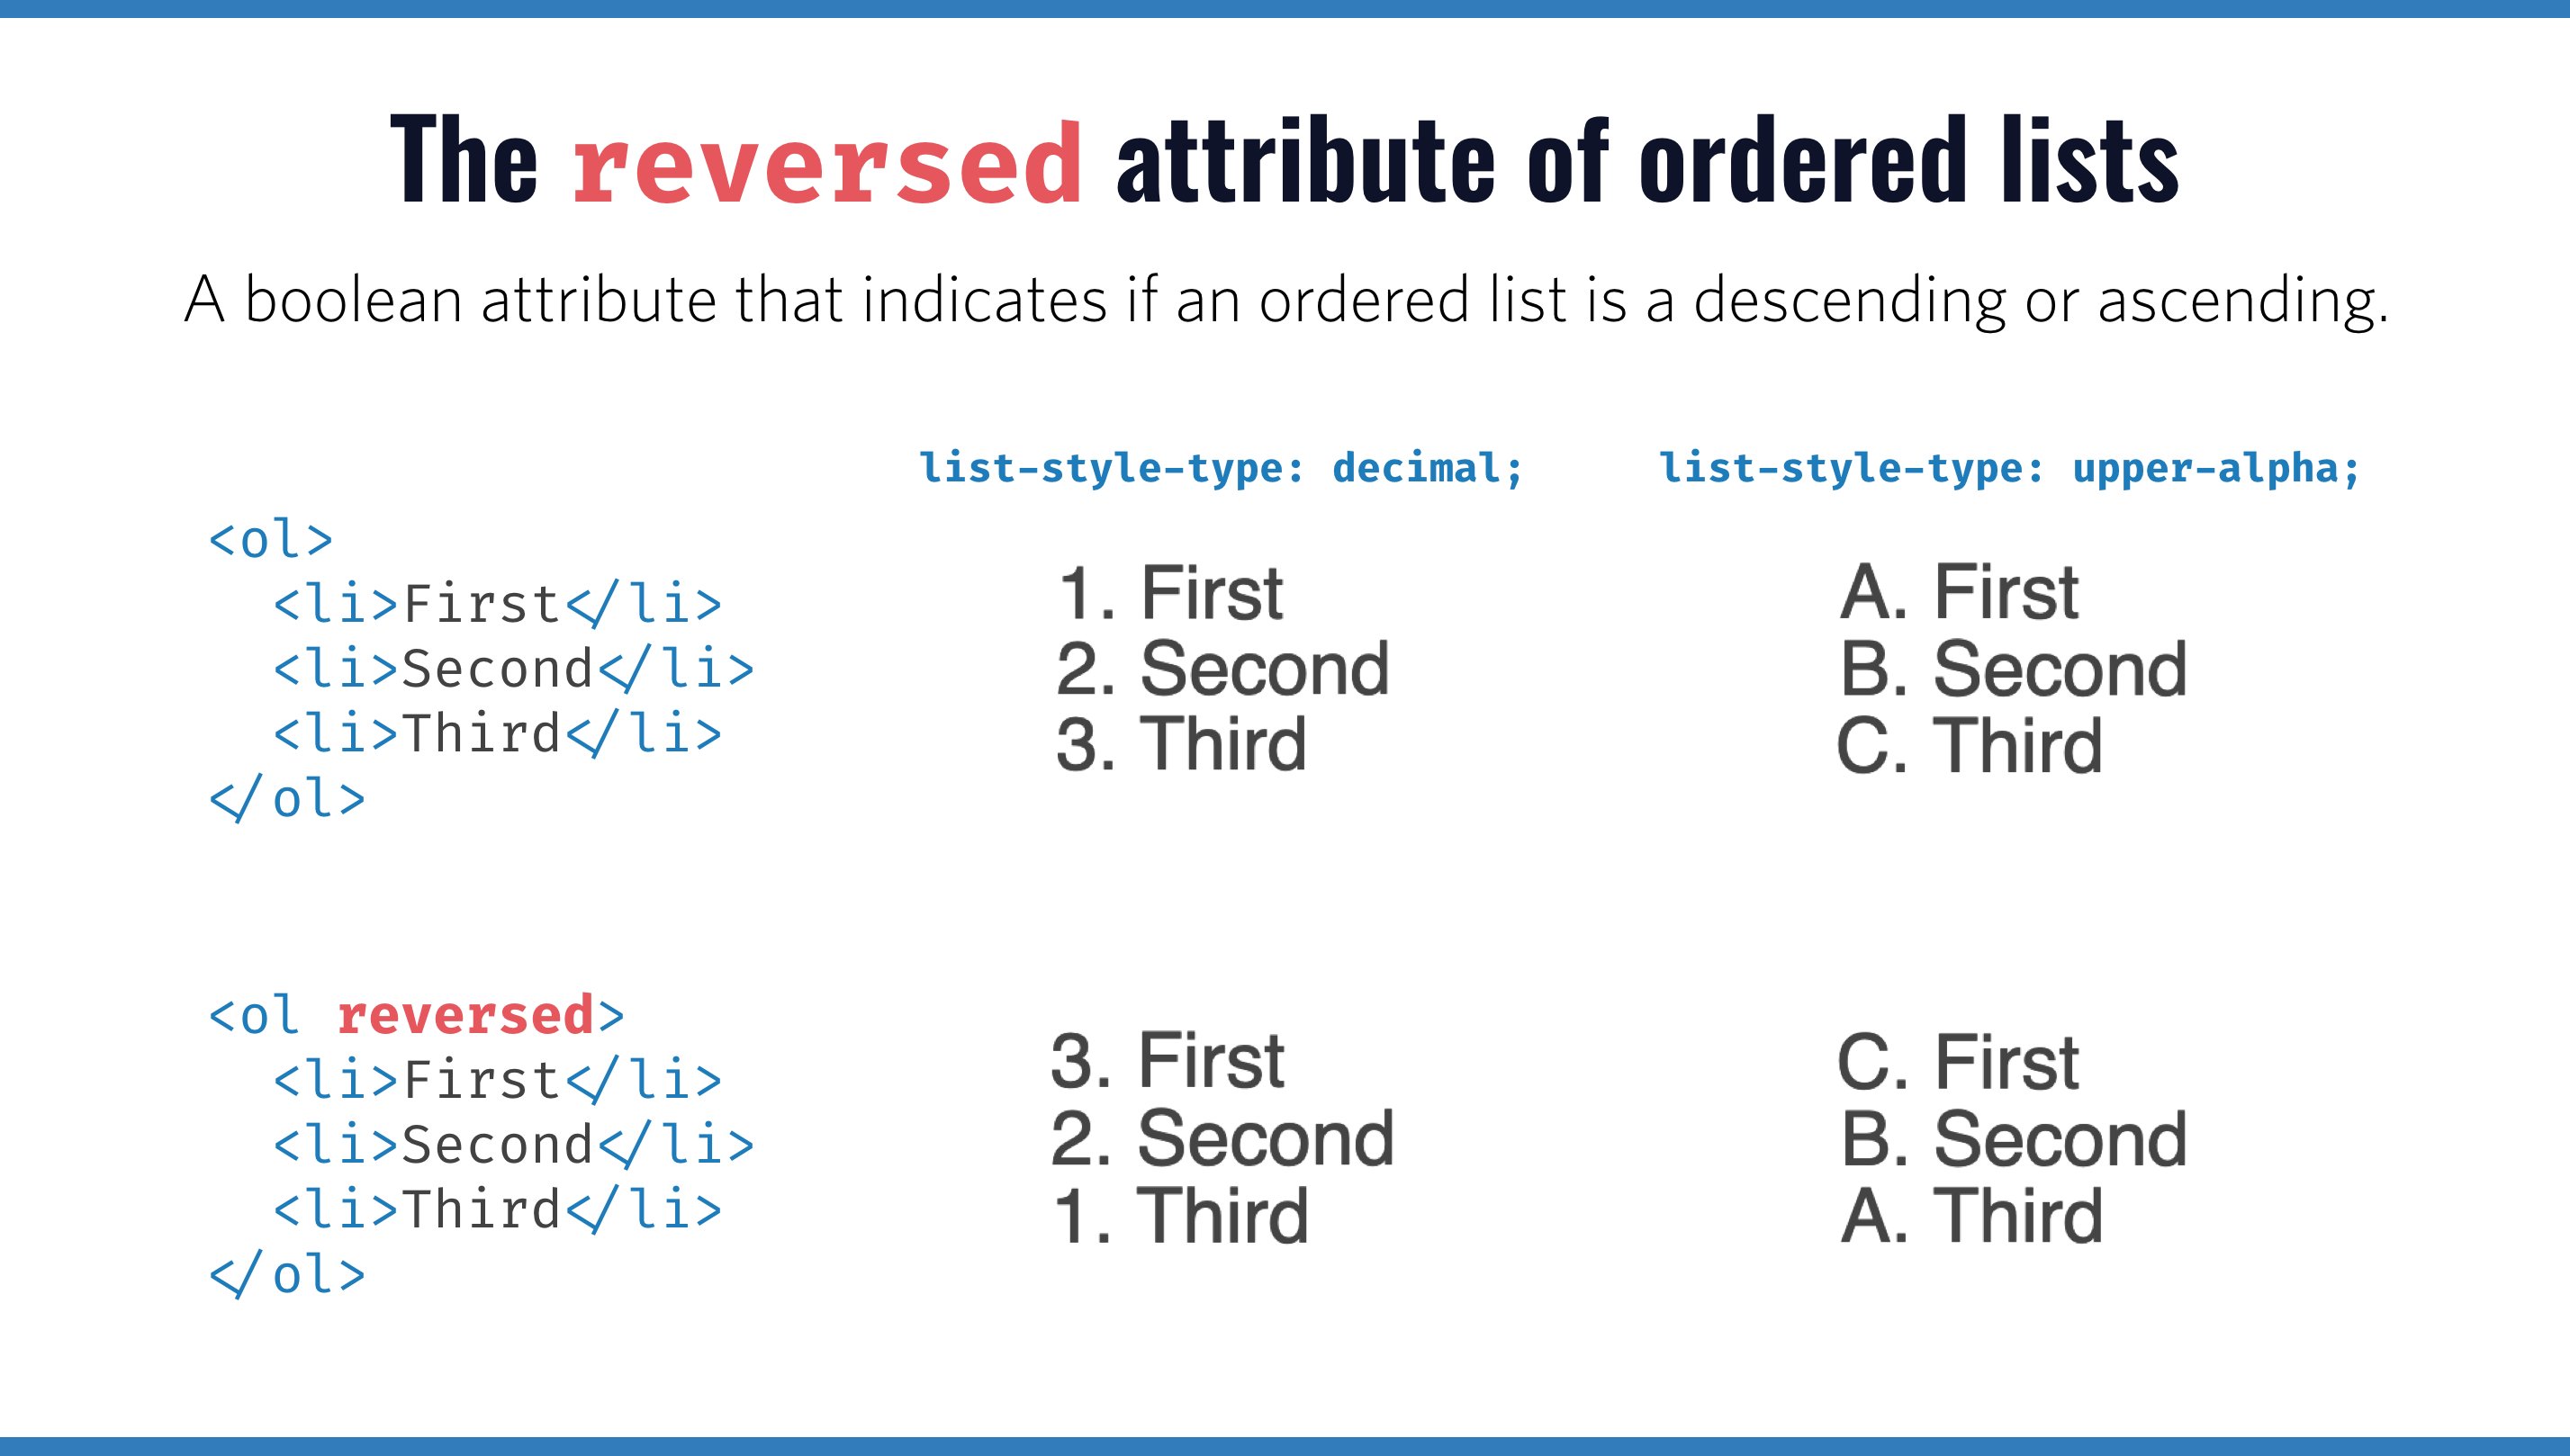 The reversed attribute of ordered lists
A boolean attribute that indicates if an ordered list is a descending or ascending.
list-style-type: decimal;
list-style-type: upper-alpha;
<ol>
<li>First</li>
<li>Second</li>
<li>Third</li>
</ol>
1. First
2. Second
3. Third
A. First
B. Second
C. Third
<ol reversed>
<li>First</li>
<li>Second</li>
<li>Third</li>
</ol>
3. First
2. Second
1. Third
C. First
B. Second
A. Third